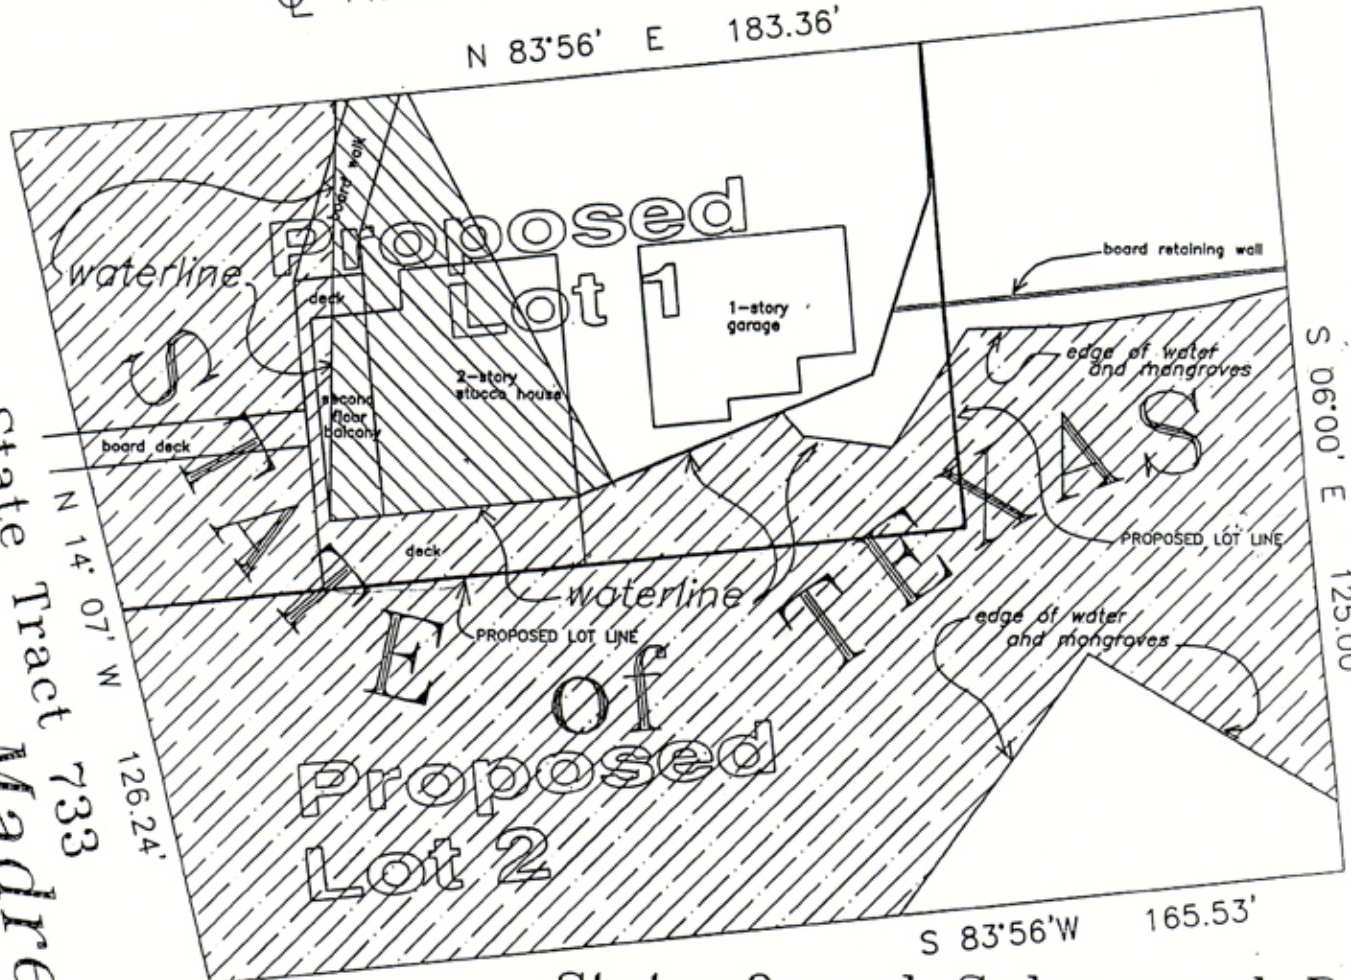 N 83°56' E 183.36'
board walk
Proposed
Lot 1
waterline
deck
1-story
garage
board retaining wall
edge of water
and mangroves
2-story
stucco house
second
floor
balcony
board deck
STATE of TEXAS
S 06°00' E 125.00
N 14° 07' W 126.24'
deck
waterline
PROPOSED LOT LINE
PROPOSED LOT LINE
edge of water
and mangroves
Proposed
Lot 2
State Tract 733
Madre
S 83°56'W 165.53'